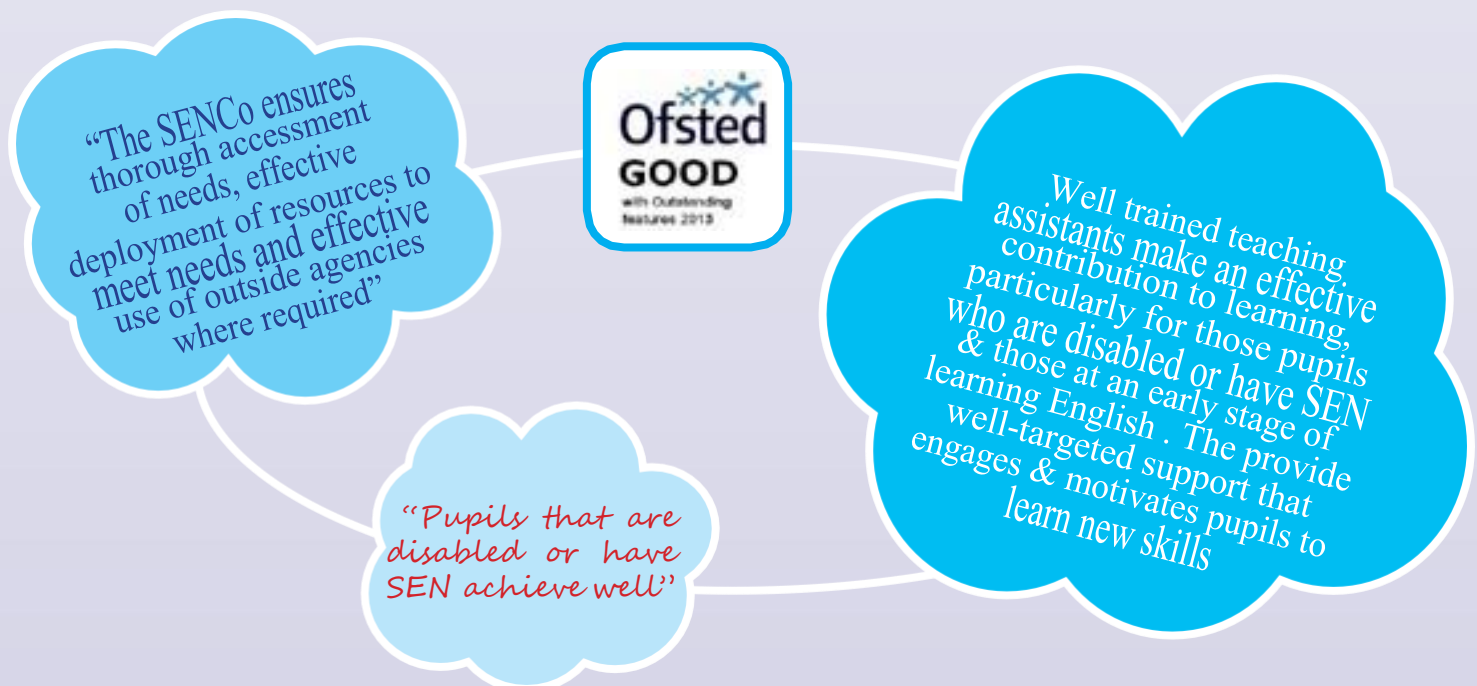 “The SENCo ensures
thorough accessment
of needs, effective
deployment of resources to
meet needs and effective
use of outside agencies
where required”
Ofsted
GOOD
with Outstanding
features 2013
Well trained teaching
assistants make an effective
contribution to learning,
particularly for those pupils
who are disabled or have SEN
& those at an early stage of
learning English . The provide
well-targeted support that
engages & motivates pupils to
learn new skills
“Pupils that are
disabled or have
SEN achieve well”